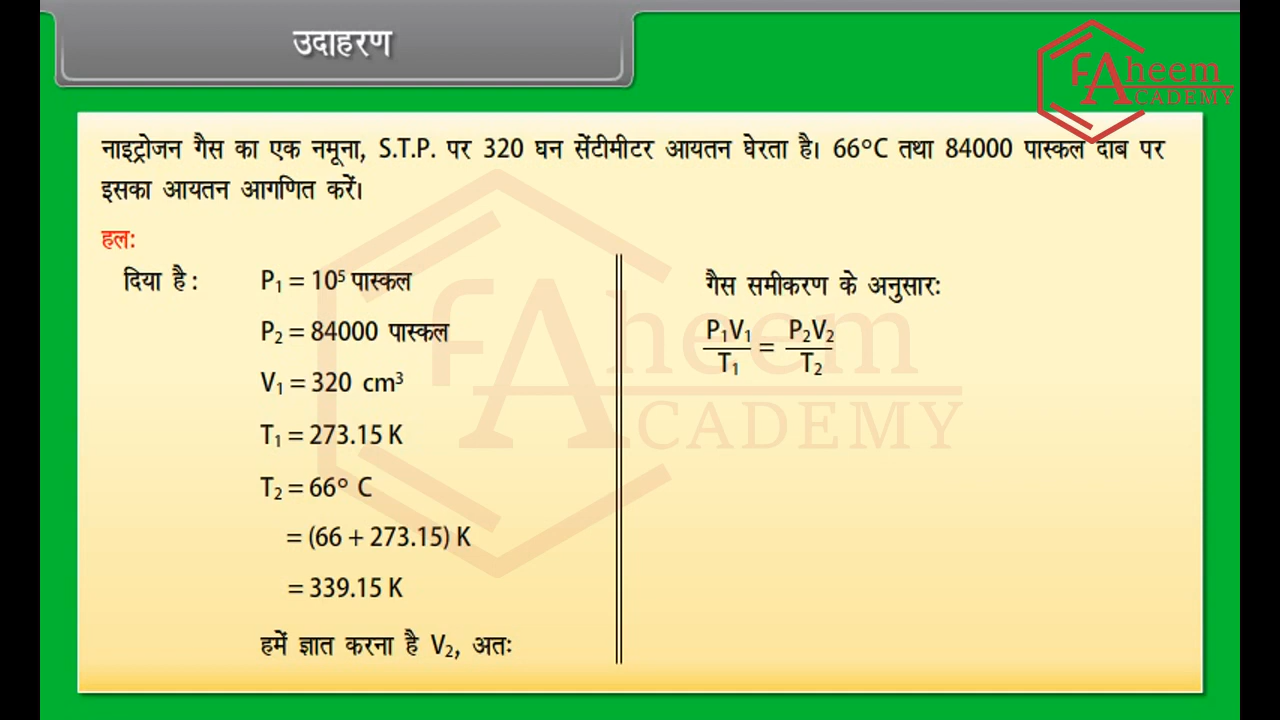 उदाहरण
fAheem
ACADEMY
नाइट्रोजन गैस का एक नमूना, S.T.P. पर 320 घन सेंटीमीटर आयतन घेरता है। 66°C तथा 84000 पास्कल दाब पर
इसका आयतन आगणित करें।
हल:
दिया है : P₁ = 10⁵ पास्कल
P₂ = 84000 पास्कल
V₁ = 320 cm³
T₁ = 273.15 K
T₂ = 66° C
= (66 + 273.15) K
= 339.15 K
हमें ज्ञात करना है V₂, अतः
गैस समीकरण के अनुसार:
P₁V₁/T₁ = P₂V₂/T₂
fAheem
ACADEMY